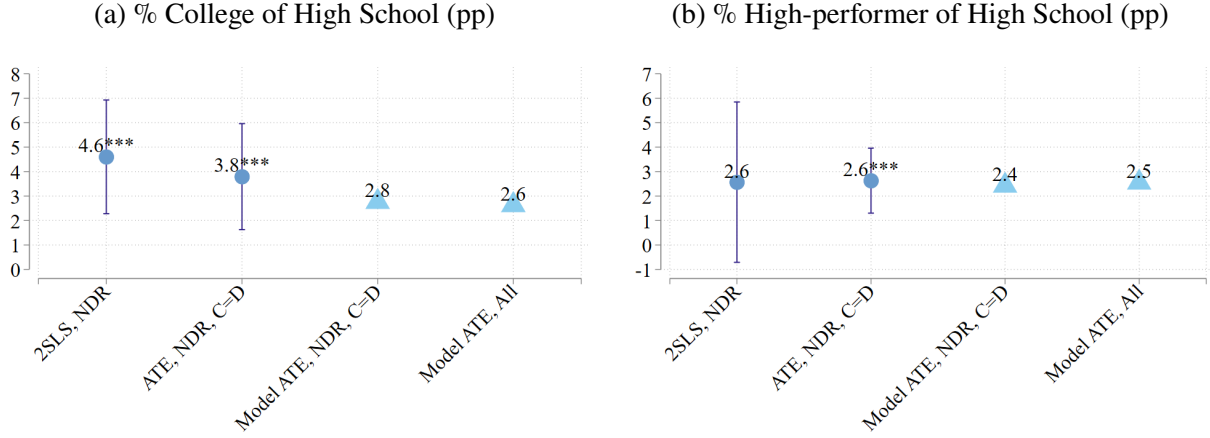 (a) % College of High School (pp)
8
7
6
5
4
3
2
1
0
4.6***
3.8***
2.8
2.6
2SLS, NDR
ATE, NDR, C=D
Model ATE, NDR, C=D
Model ATE, All
(b) % High-performer of High School (pp)
7
6
5
4
3
2
1
0
-1
2.6
2.6***
2.4
2.5
2SLS, NDR
ATE, NDR, C=D
Model ATE, NDR, C=D
Model ATE, All